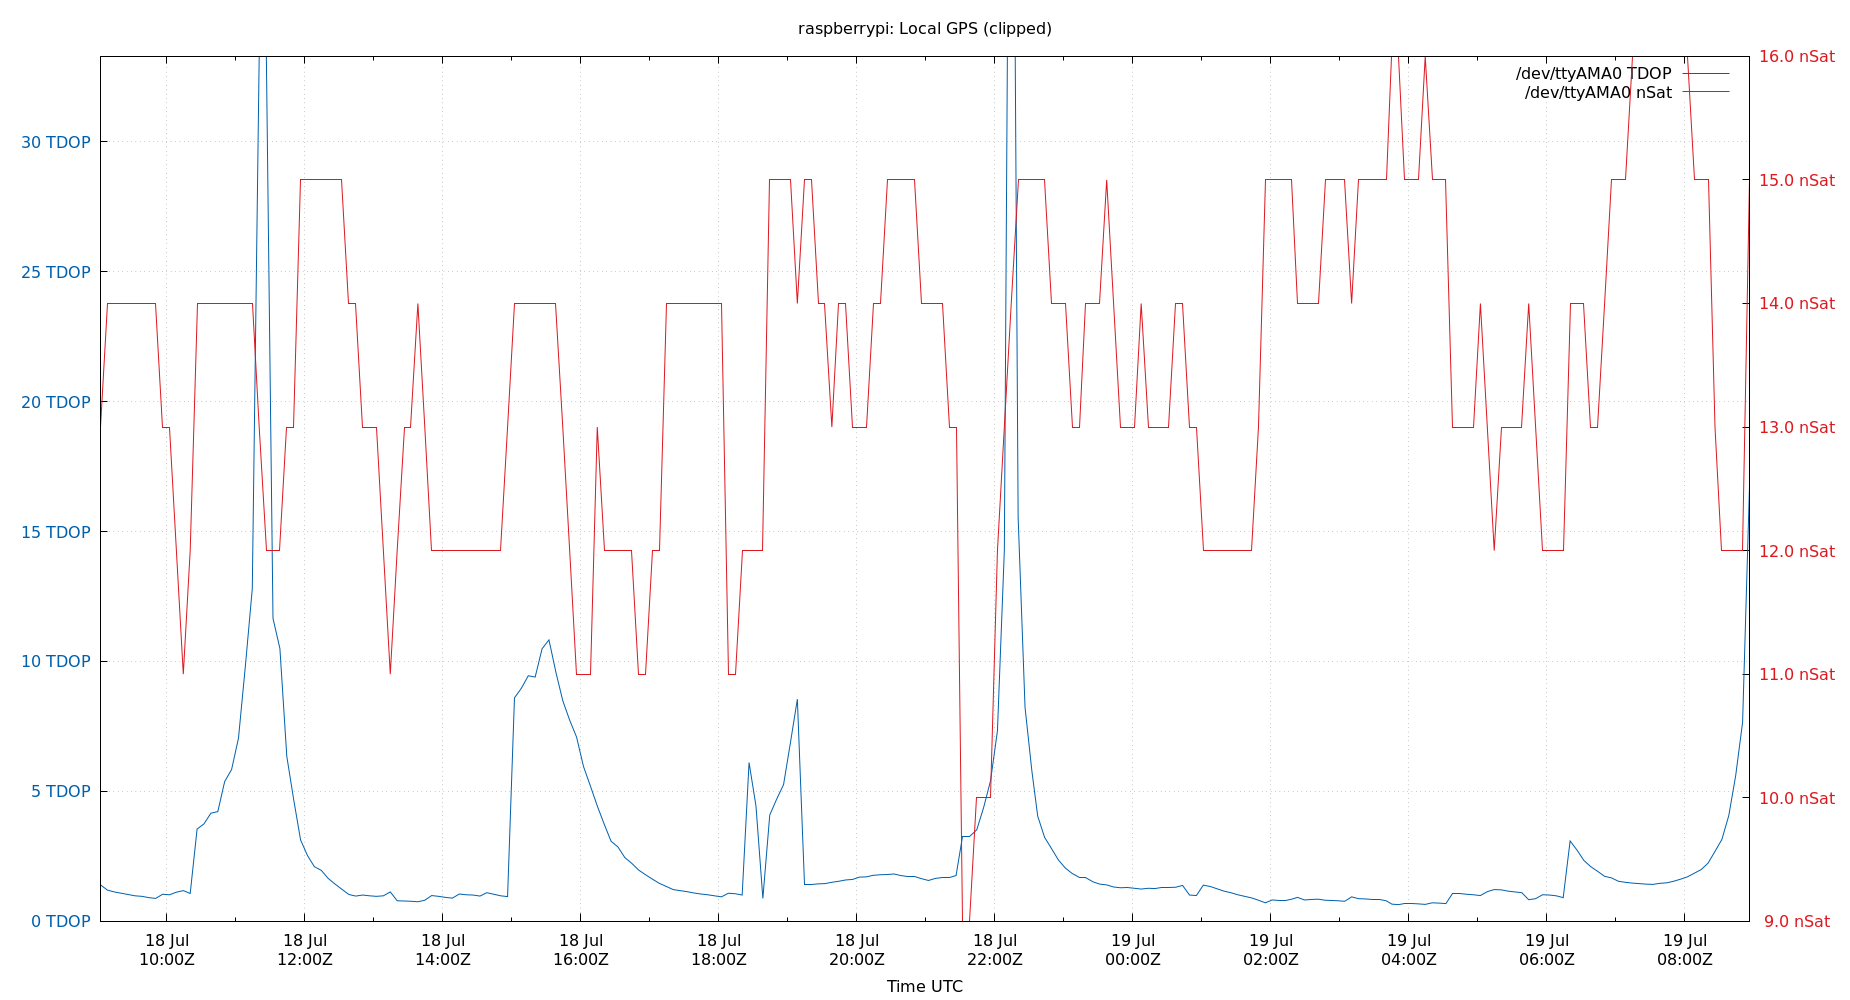 raspberrypi: Local GPS (clipped)
/dev/ttyAMA0 TDOP
/dev/ttyAMA0 nSat
30 TDOP
25 TDOP
20 TDOP
15 TDOP
10 TDOP
5 TDOP
0 TDOP
16.0 nSat
15.0 nSat
14.0 nSat
13.0 nSat
12.0 nSat
11.0 nSat
10.0 nSat
9.0 nSat
18 Jul
10:00Z
18 Jul
12:00Z
18 Jul
14:00Z
18 Jul
16:00Z
18 Jul
18:00Z
18 Jul
20:00Z
18 Jul
22:00Z
19 Jul
00:00Z
19 Jul
02:00Z
19 Jul
04:00Z
19 Jul
06:00Z
19 Jul
08:00Z
Time UTC